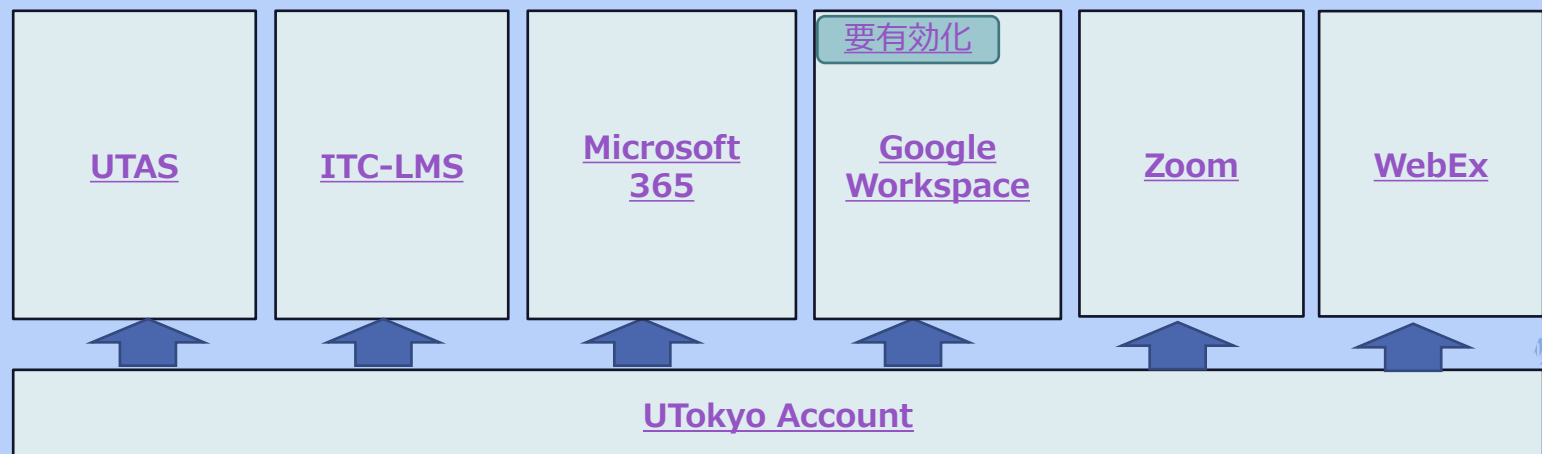 要有効化
UTAS
ITC-LMS
Microsoft
365
Google
Workspace
Zoom
WebEx
UTokyo Account